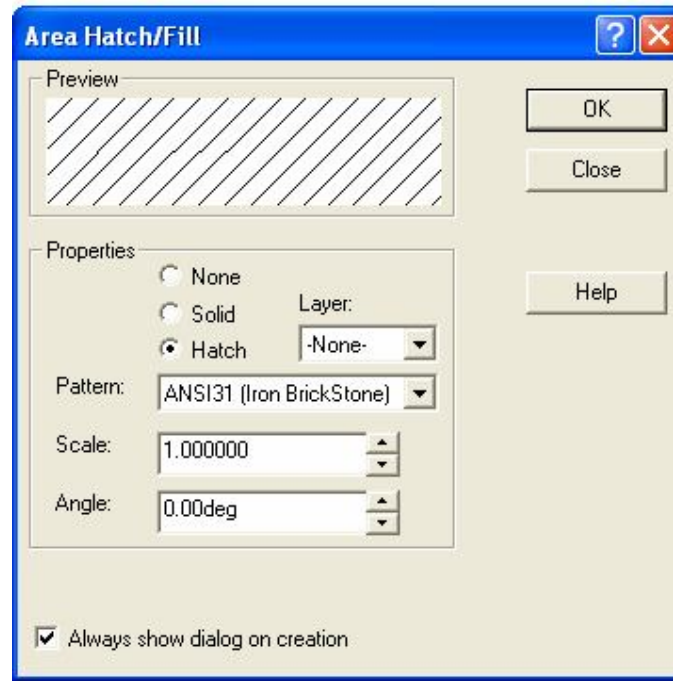 Area Hatch/Fill
Preview
OK
Close
Properties
None
Solid
Layer:
Hatch
-None-
Help
Pattern:
ANSI31 (Iron BrickStone)
Scale:
1.000000
Angle:
0.00deg
Always show dialog on creation